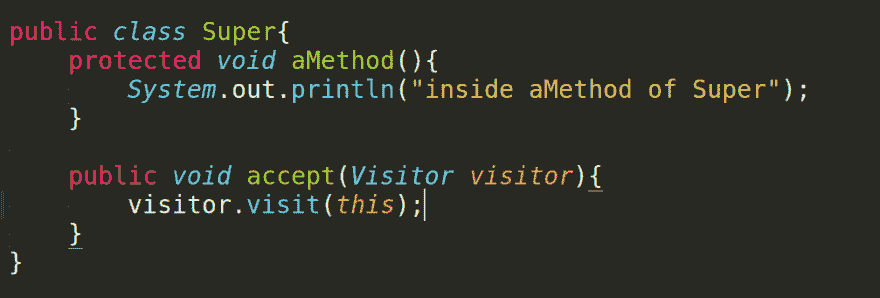 public class Super{
protected void aMethod(){
System.out.println("inside aMethod of Super");
}
public void accept(Visitor visitor){
visitor.visit(this);
}
}